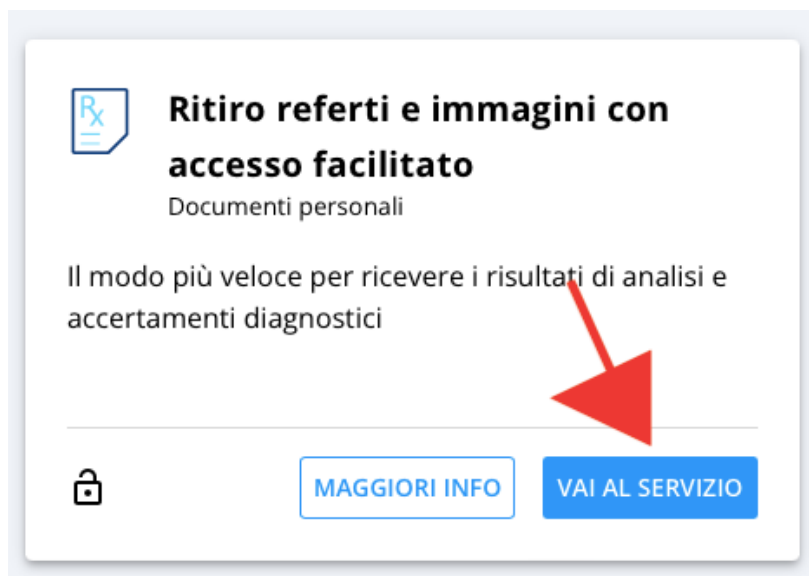 Rx
Ritiro referti e immagini con
accesso facilitato
Documenti personali
Il modo più veloce per ricevere i risultati di analisi e
accertamenti diagnostici
MAGGIORI INFO
VAI AL SERVIZIO